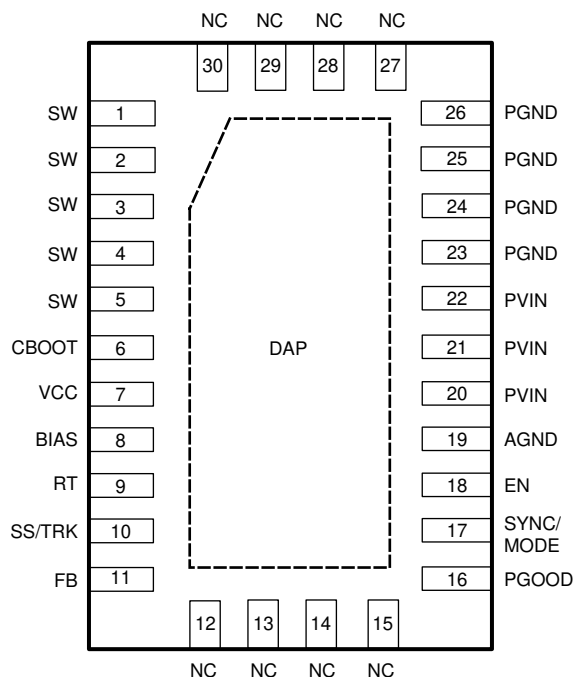 NC NC NC NC
30 29 28 27
SW 1 26 PGND
SW 2 25 PGND
SW 3 24 PGND
SW 4 23 PGND
SW 5 22 PVIN
CBOOT 6 DAP 21 PVIN
VCC 7 20 PVIN
BIAS 8 19 AGND
RT 9 18 EN
SS/TRK 10 17 SYNC/
MODE
FB 11 16 PGOOD
12 13 14 15
NC NC NC NC